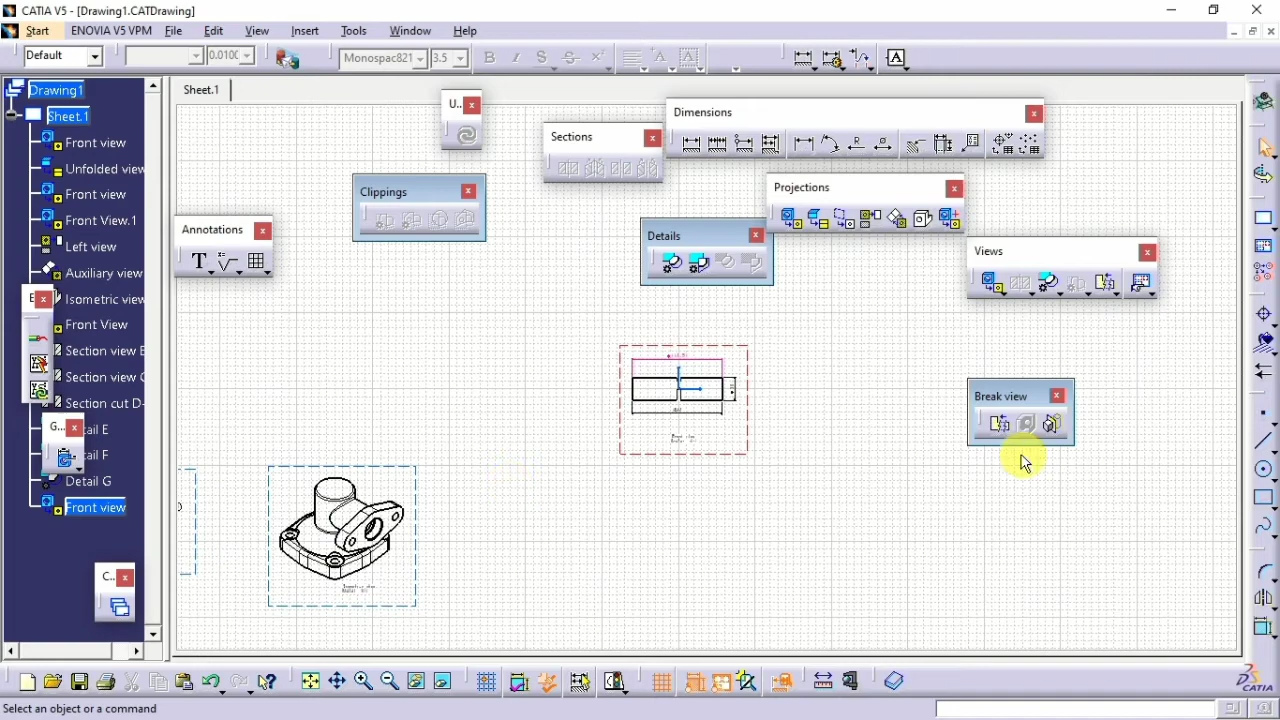 CATIA V5 - [Drawing1.CATDrawing]
Start ENOVIA V5 VPM File Edit View Insert Tools Window Help
Default 0.0100 Monospac821 3.5 B I S S
Drawing1
Sheet.1
Front view
Unfolded view
Front view
Front View.1
Left view
Auxiliary view
Isometric view
Front View
Section view
Section view
Section cut D-
Detail F
Detail G
Front view
Sheet.1
U..
Sections
Dimensions
Clippings
Projections
Annotations
T
Details
Views
Break view
G..
C..
CATIA
Select an object or a command